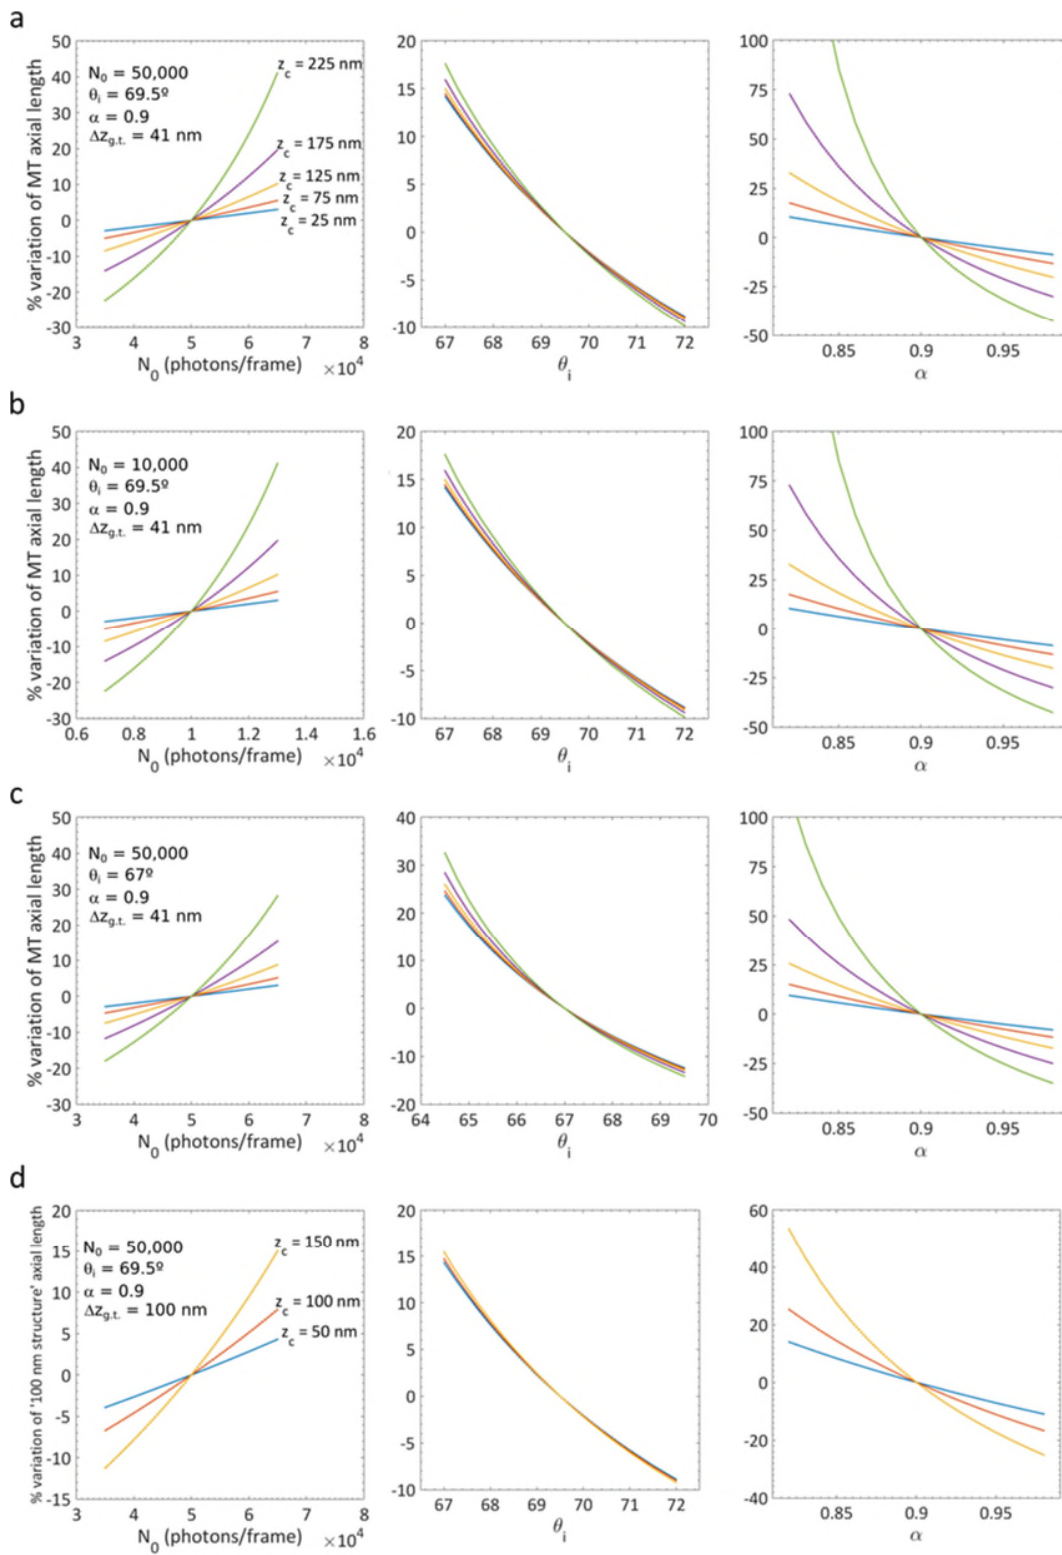 a
% variation of MT axial length
50
40
30
20
10
0
-10
-20
-30
N₀ = 50,000
θᵢ = 69.5º
α = 0.9
Δz_g.t. = 41 nm
z_c = 225 nm
z_c = 175 nm
z_c = 125 nm
z_c = 75 nm
z_c = 25 nm
3 4 5 6 7 8
N₀ (photons/frame) ×10⁴
20
15
10
5
0
-5
-10
67 68 69 70 71 72
θᵢ
100
75
50
25
0
-25
-50
0.85 0.9 0.95
α
b
% variation of MT axial length
50
40
30
20
10
0
-10
-20
-30
N₀ = 10,000
θᵢ = 69.5º
α = 0.9
Δz_g.t. = 41 nm
0.6 0.8 1 1.2 1.4 1.6
N₀ (photons/frame) ×10⁴
20
15
10
5
0
-5
-10
67 68 69 70 71 72
θᵢ
100
75
50
25
0
-25
-50
0.85 0.9 0.95
α
c
% variation of MT axial length
50
40
30
20
10
0
-10
-20
-30
N₀ = 50,000
θᵢ = 67º
α = 0.9
Δz_g.t. = 41 nm
3 4 5 6 7 8
N₀ (photons/frame) ×10⁴
40
30
20
10
0
-10
-20
64 65 66 67 68 69 70
θᵢ
100
75
50
25
0
-25
-50
0.85 0.9 0.95
α
d
% variation of '100 nm structure' axial length
20
15
10
5
0
-5
-10
-15
N₀ = 50,000
θᵢ = 69.5º
α = 0.9
Δz_g.t. = 100 nm
z_c = 150 nm
z_c = 100 nm
z_c = 50 nm
3 4 5 6 7 8
N₀ (photons/frame) ×10⁴
20
15
10
5
0
-5
-10
67 68 69 70 71 72
θᵢ
60
40
20
0
-20
-40
0.85 0.9 0.95
α